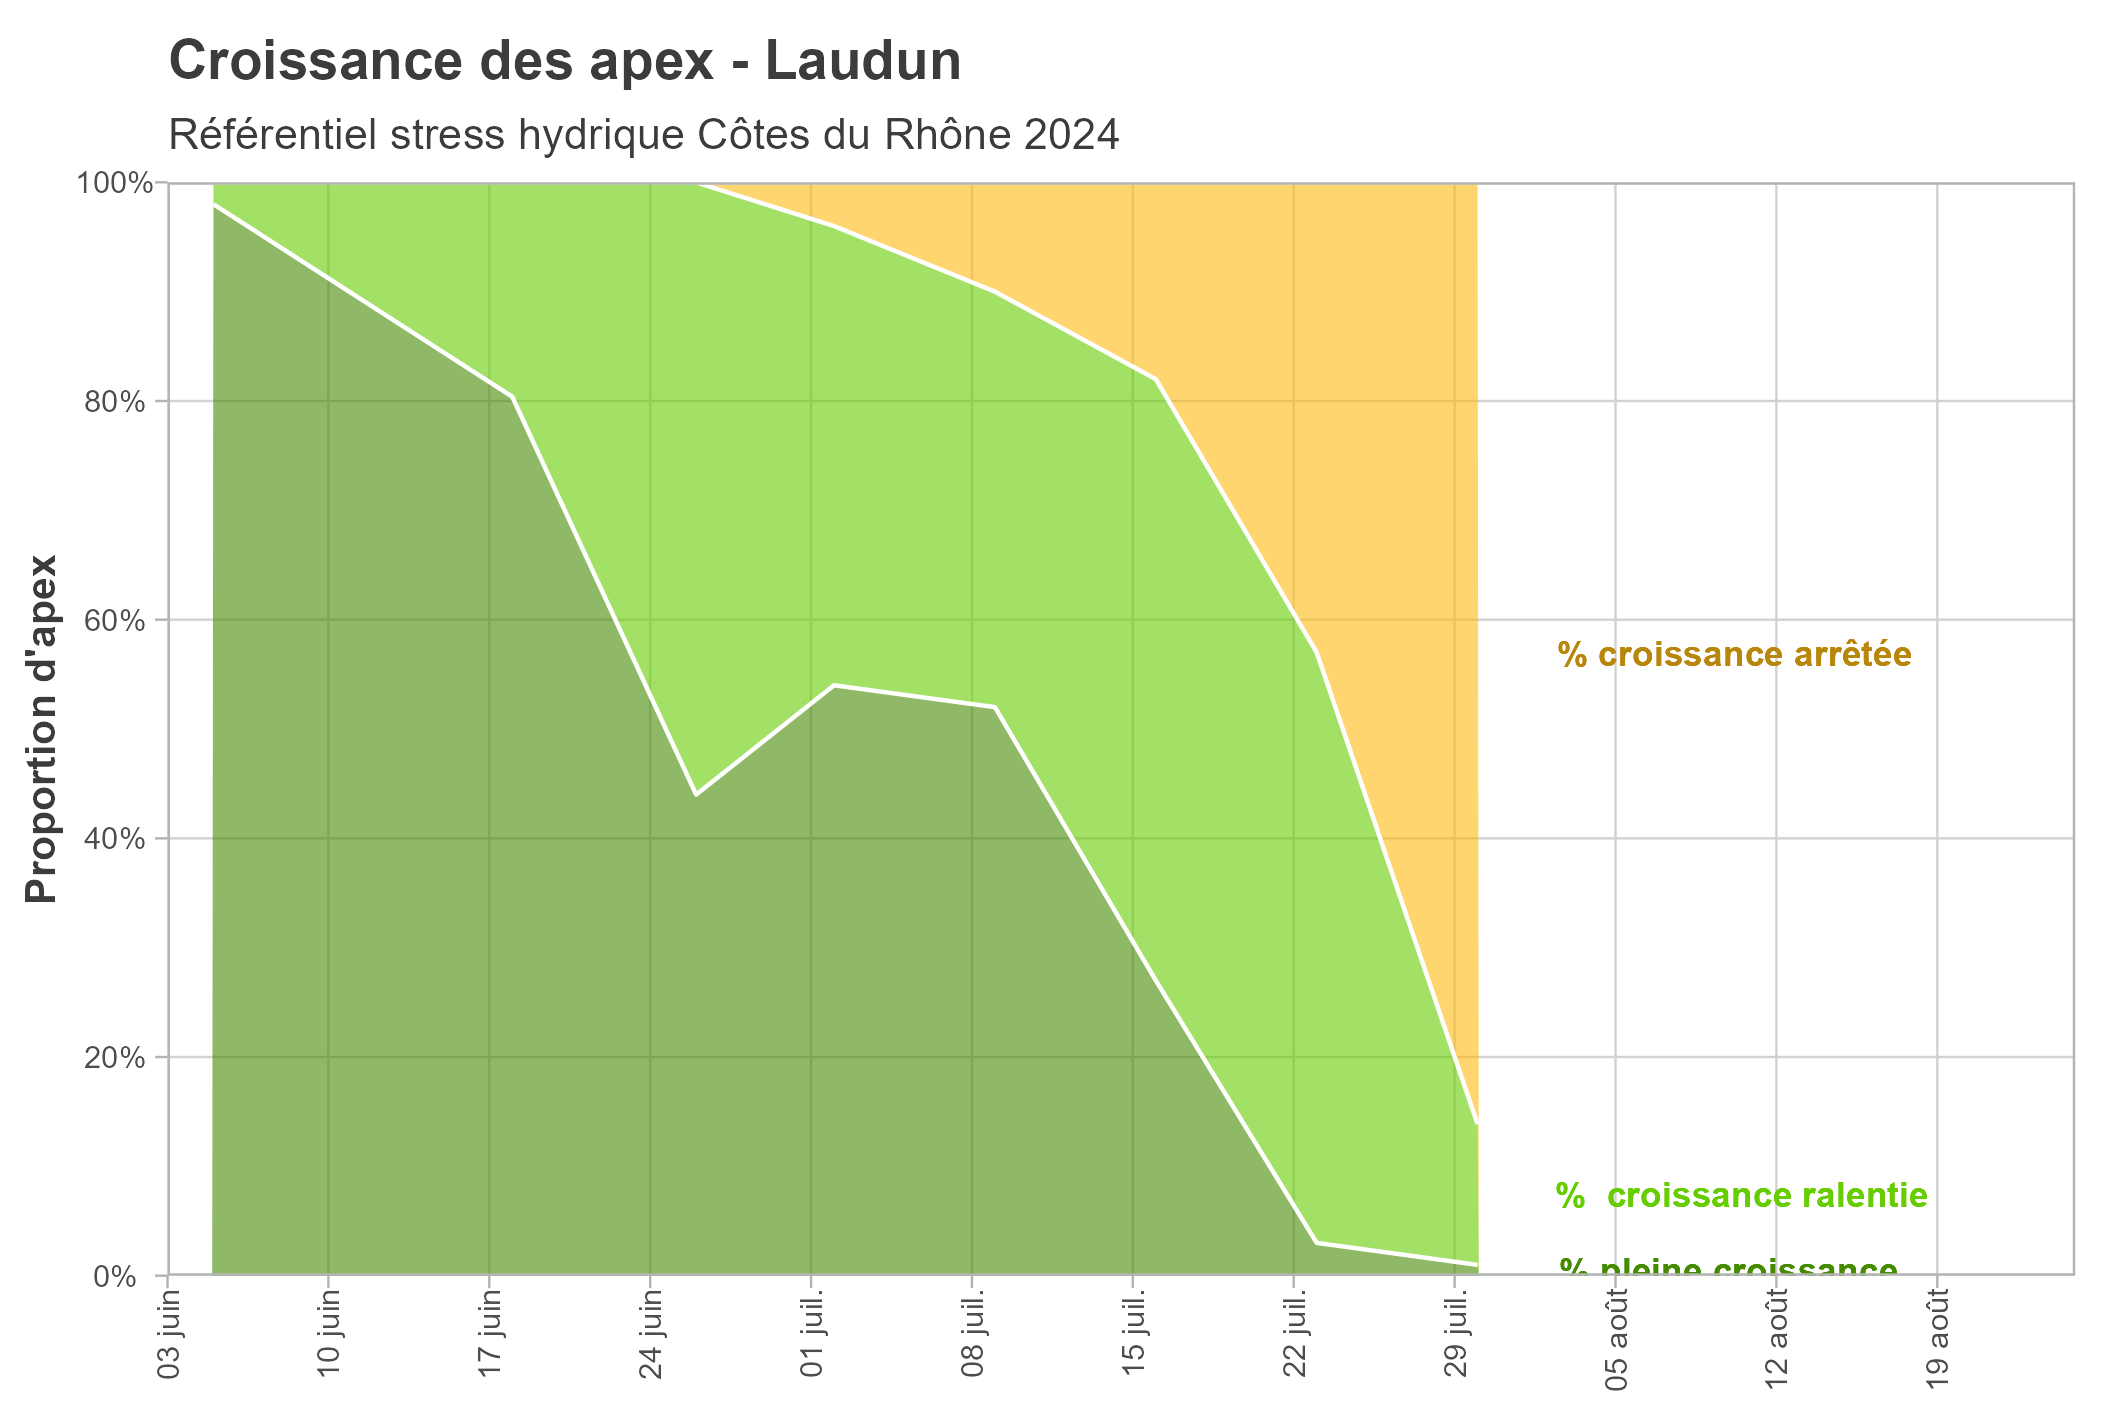 Croissance des apex - Laudun
Référentiel stress hydrique Côtes du Rhône 2024
Proportion d'apex
100%
80%
60%
40%
20%
0%
% croissance arrêtée
%  croissance ralentie
% pleine croissance
03 juin
10 juin
17 juin
24 juin
01 juil.
08 juil.
15 juil.
22 juil.
29 juil.
05 août
12 août
19 août